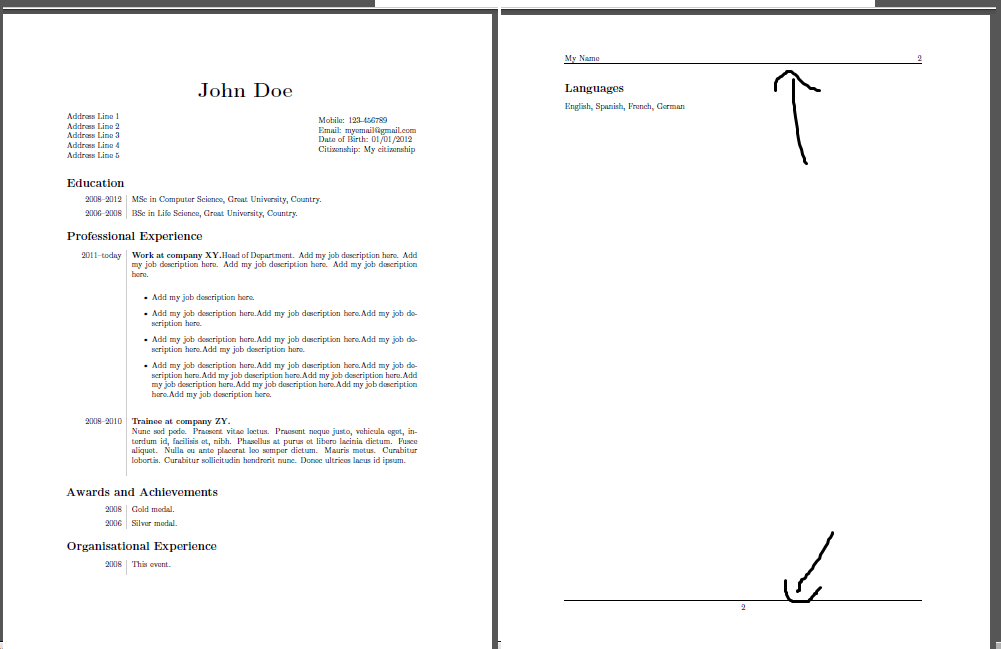 John Doe
Address Line 1
Address Line 2
Address Line 3
Address Line 4
Address Line 5
Mobile: 123-456789
Email: myemail@gmail.com
Date of Birth: 01/01/2012
Citizenship: My citizenship
Education
2008–2012 MSc in Computer Science, Great University, Country.
2006–2008 BSc in Life Science, Great University, Country.
Professional Experience
2011–today Work at company XY.Head of Department. Add my job description here. Add
my job description here. Add my job description here. Add my job description
here.
• Add my job description here.
• Add my job description here.Add my job description here.Add my job de-
scription here.
• Add my job description here.Add my job description here.Add my job de-
scription here.Add my job description here.
• Add my job description here.Add my job description here.Add my job de-
scription here.Add my job description here.Add my job description here.Add
my job description here.Add my job description here.Add my job description
here.Add my job description here.
2008–2010 Trainee at company ZY.
Nunc sed pede. Praesent vitae lectus. Praesent neque justo, vehicula eget, in-
terdum id, facilisis et, nibh. Phasellus at purus et libero lacinia dictum. Fusce
aliquet. Nulla eu ante placerat leo semper dictum. Mauris metus. Curabitur
lobortis. Curabitur sollicitudin hendrerit nunc. Donec ultrices lacus id ipsum.
Awards and Achievements
2008 Gold medal.
2006 Silver medal.
Organisational Experience
2008 This event.
My Name 2
Languages
English, Spanish, French, German
2